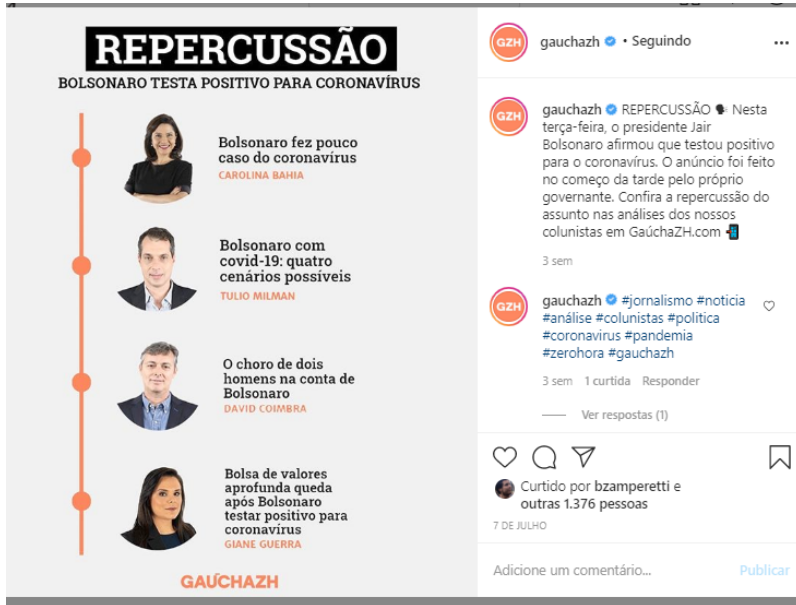 REPERCUSSÃO
BOLSONARO TESTA POSITIVO PARA CORONAVÍRUS
Bolsonaro fez pouco
caso do coronavírus
CAROLINA BAHIA
Bolsonaro com
covid-19: quatro
cenários possíveis
TULIO MILMAN
O choro de dois
homens na conta de
Bolsonaro
DAVID COIMBRA
Bolsa de valores
aprofunda queda
após Bolsonaro
testar positivo para
coronavírus
GIANE GUERRA
GAÚCHAZH
GZH
gauchazh • Seguindo
GZH
gauchazh REPERCUSSÃO 🗣 Nesta
terça-feira, o presidente Jair
Bolsonaro afirmou que testou positivo
para o coronavírus. O anúncio foi feito
no começo da tarde pelo próprio
governante. Confira a repercussão do
assunto nas análises dos nossos
colunistas em GaúchaZH.com 📲
3 sem
GZH
gauchazh #jornalismo #noticia
#análise #colunistas #politica
#coronavirus #pandemia
#zerohora #gauchazh
3 sem 1 curtida Responder
Ver respostas (1)
Curtido por bzamperetti e
outras 1.376 pessoas
7 DE JULHO
Adicione um comentário... Publicar